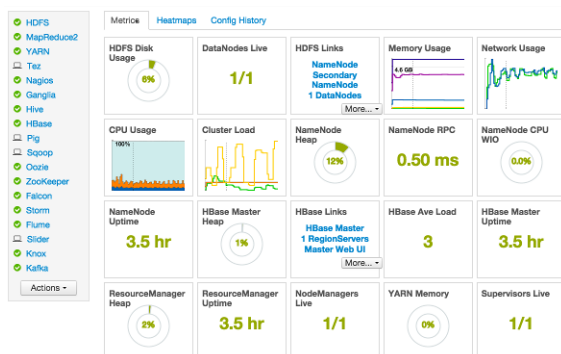 HDFS
MapReduce2
YARN
Tez
Nagios
Ganglia
Hive
HBase
Pig
Sqoop
Oozie
ZooKeeper
Falcon
Storm
Flume
Slider
Knox
Kafka
Actions
Metrics Heatmaps Config History
HDFS Disk
Usage
6%
DataNodes Live
1/1
HDFS Links
NameNode
Secondary
NameNode
1 DataNodes
More...
Memory Usage
4.6 GB
Network Usage
CPU Usage
100%
Cluster Load
NameNode
Heap
12%
NameNode RPC
0.50 ms
NameNode CPU
WIO
0.0%
NameNode
Uptime
3.5 hr
HBase Master
Heap
1%
HBase Links
HBase Master
1 RegionServers
Master Web UI
More...
HBase Ave Load
3
HBase Master
Uptime
3.5 hr
ResourceManager
Heap
2%
ResourceManager
Uptime
3.5 hr
NodeManagers
Live
1/1
YARN Memory
0%
Supervisors Live
1/1